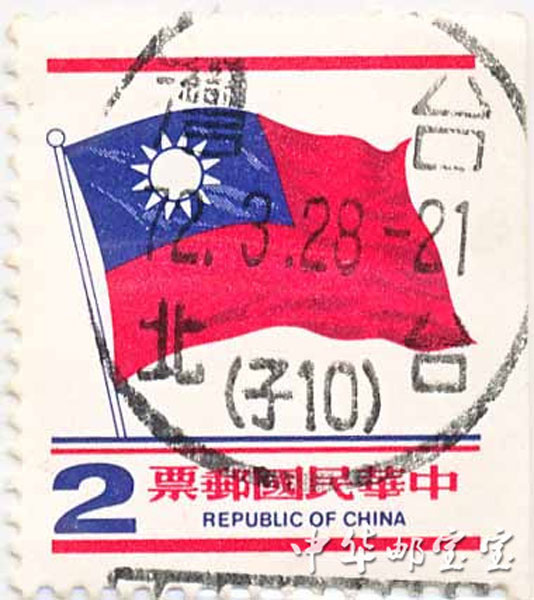 台灣
72.3.28-21
台北
(子10)
2
票郵國民華中
REPUBLIC OF CHINA
中华邮宝宝